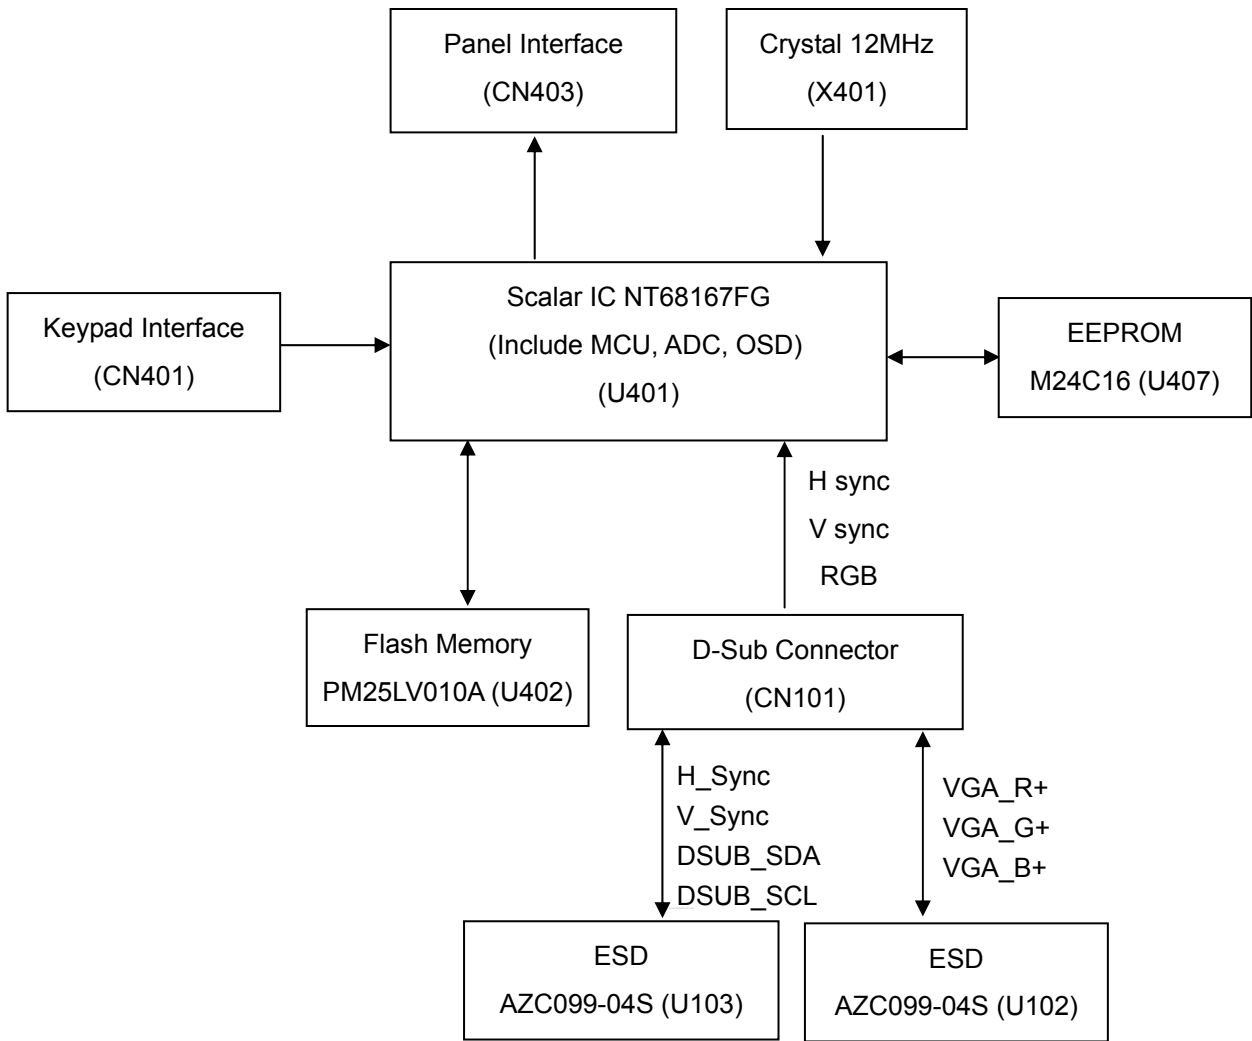 Panel Interface
(CN403)
Crystal 12MHz
(X401)
Keypad Interface
(CN401)
Scalar IC NT68167FG
(Include MCU, ADC, OSD)
(U401)
EEPROM
M24C16 (U407)
H sync
V sync
RGB
Flash Memory
PM25LV010A (U402)
D-Sub Connector
(CN101)
H_Sync
V_Sync
DSUB_SDA
DSUB_SCL
VGA_R+
VGA_G+
VGA_B+
ESD
AZC099-04S (U103)
ESD
AZC099-04S (U102)